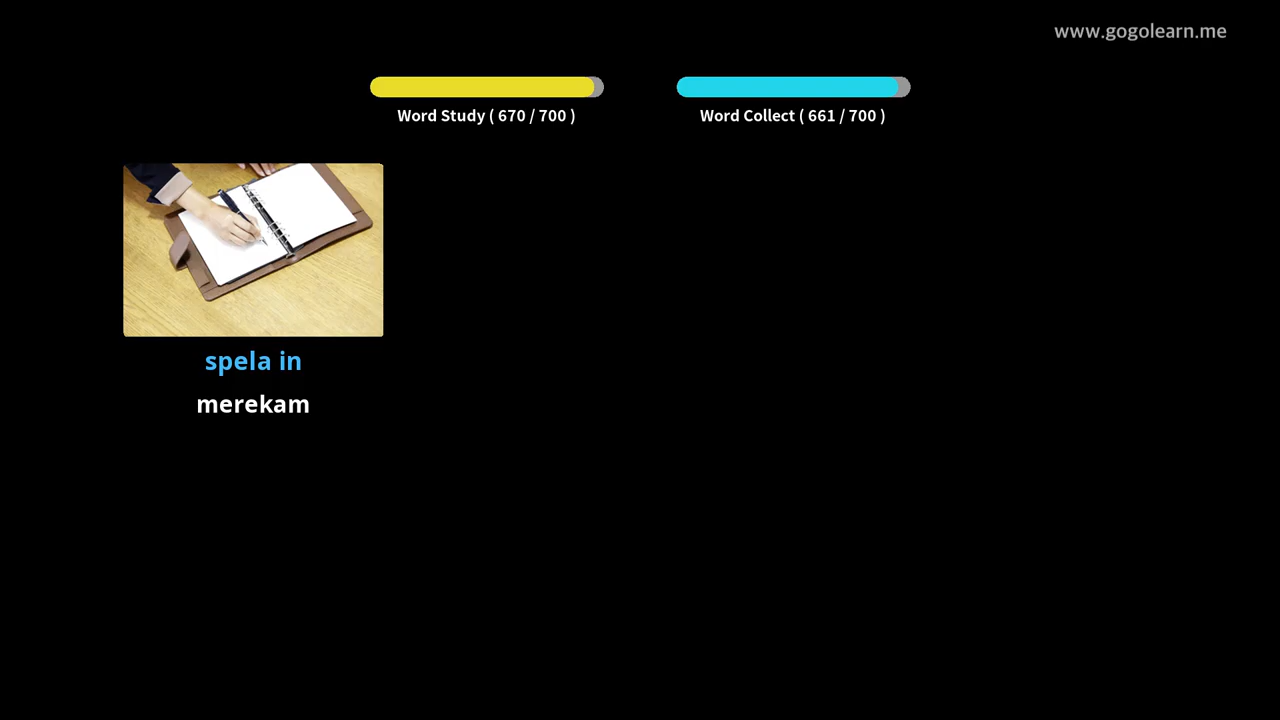 www.gogolearn.me
Word Study ( 670 / 700 )
Word Collect ( 661 / 700 )
spela in
merekam